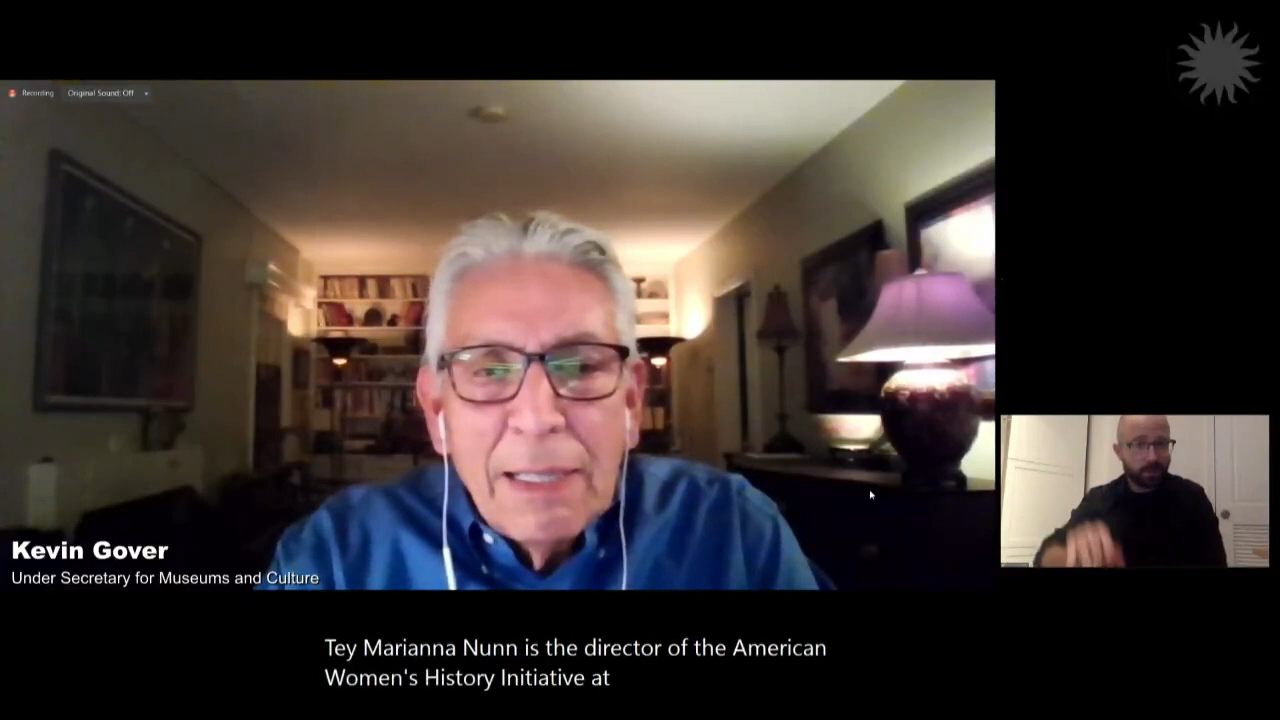 Recording Original Sound: Off
Kevin Gover
Under Secretary for Museums and Culture
Tey Marianna Nunn is the director of the American
Women's History Initiative at